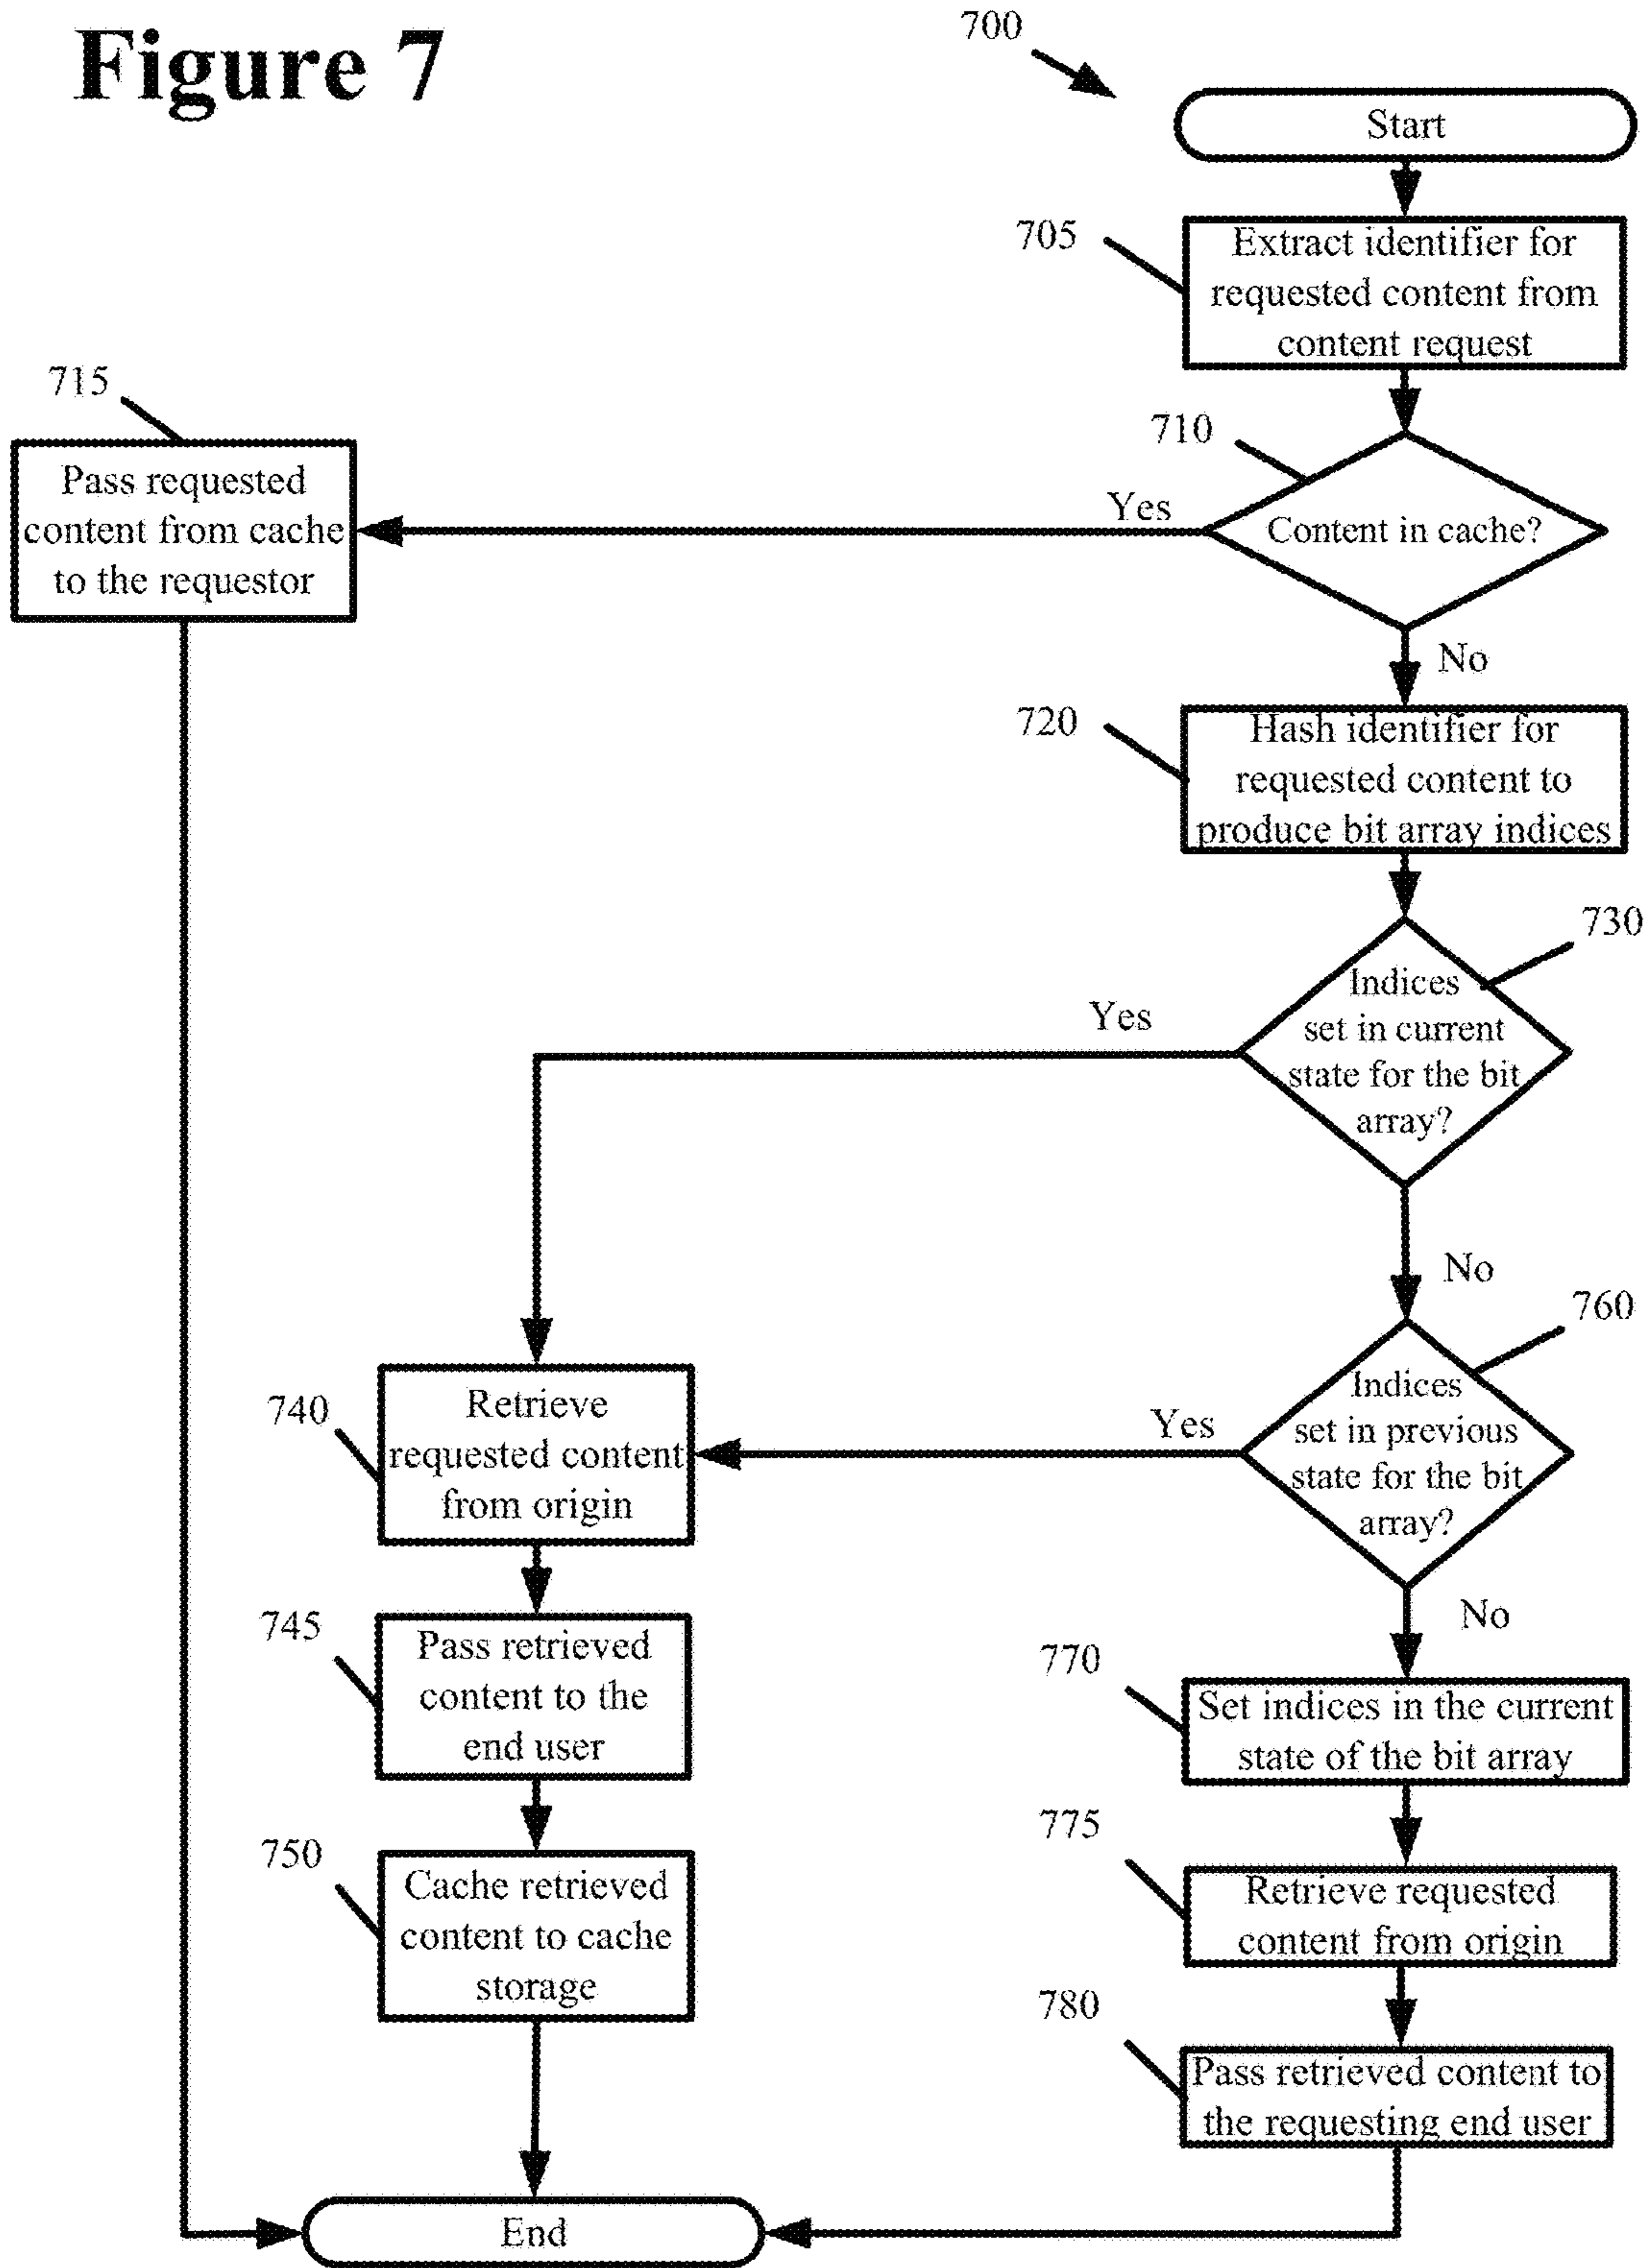 Figure 7
700
Start
705
Extract identifier for
requested content from
content request
715
Pass requested
content from cache
to the requestor
710
Yes
Content in cache?
No
720
Hash identifier for
requested content to
produce bit array indices
730
Indices
set in current
state for the bit
array?
Yes
No
760
Indices
set in previous
state for the bit
array?
Yes
740
Retrieve
requested content
from origin
No
745
Pass retrieved
content to the
end user
770
Set indices in the current
state of the bit array
750
Cache retrieved
content to cache
storage
775
Retrieve requested
content from origin
780
Pass retrieved content to
the requesting end user
End